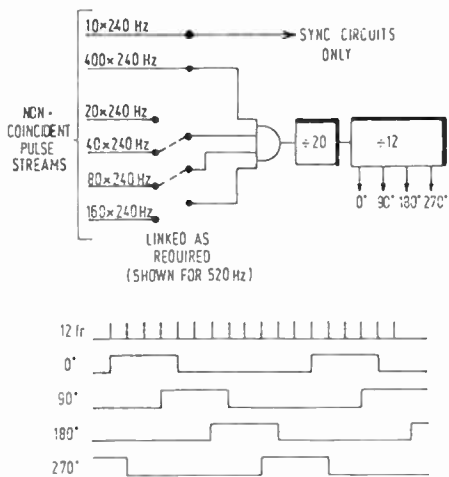 10×240 Hz
SYNC CIRCUITS
ONLY
400×240 Hz
NON-
COINCIDENT
PULSE
STREAMS
20×240 Hz
40×240 Hz
80×240 Hz
160×240 Hz
÷20
÷12
0° 90° 180° 270°
LINKED AS
REQUIRED
(SHOWN FOR 520 Hz)
12 fr
0°
90°
180°
270°